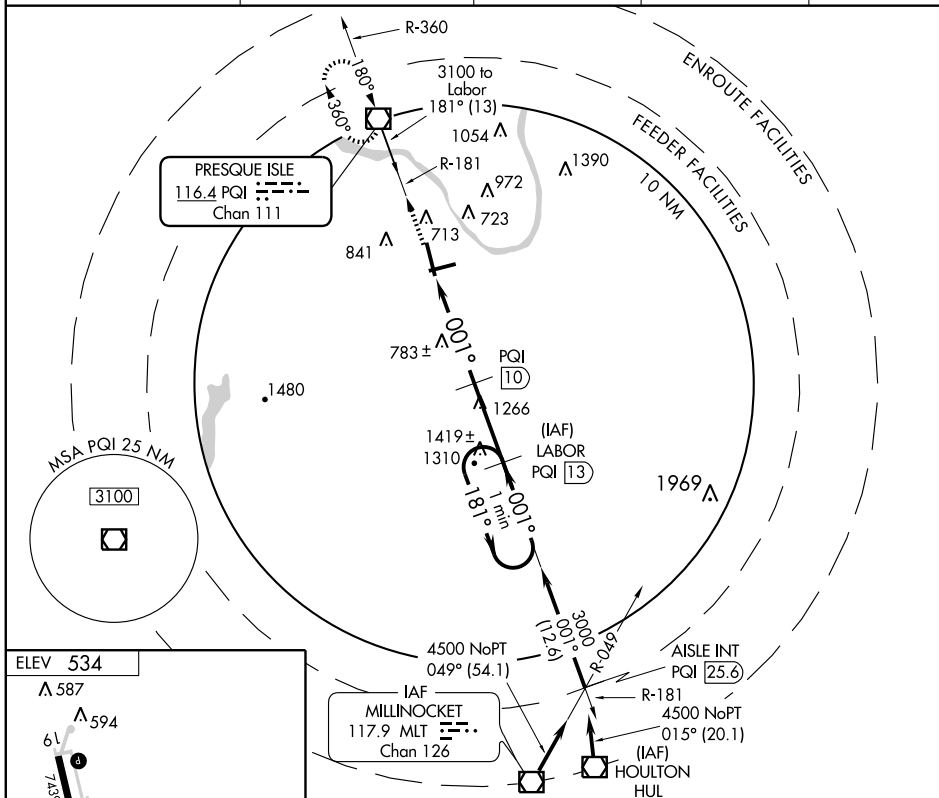 R-360
180°
360°
3100 to
Labor
181° (13)
R-181
1054
1390
972
723
713
841
10 NM
FEEDER FACILITIES
ENROUTE FACILITIES
PRESQUE ISLE
116.4 PQI
Chan 111
001°
783 ±
PQI
10
1266
1480
1419 ±
1310
(IAF)
LABOR
PQI 13
1969
181°
1 min
001°
MSA PQI 25 NM
3100
3000
001°
(12.6)
R-049
4500 NoPT
049° (54.1)
AISLE INT
PQI 25.6
R-181
4500 NoPT
015° (20.1)
IAF
MILLINOCKET
117.9 MLT
Chan 126
(IAF)
HOULTON
HUL
ELEV 534
587
594
19
P
7439